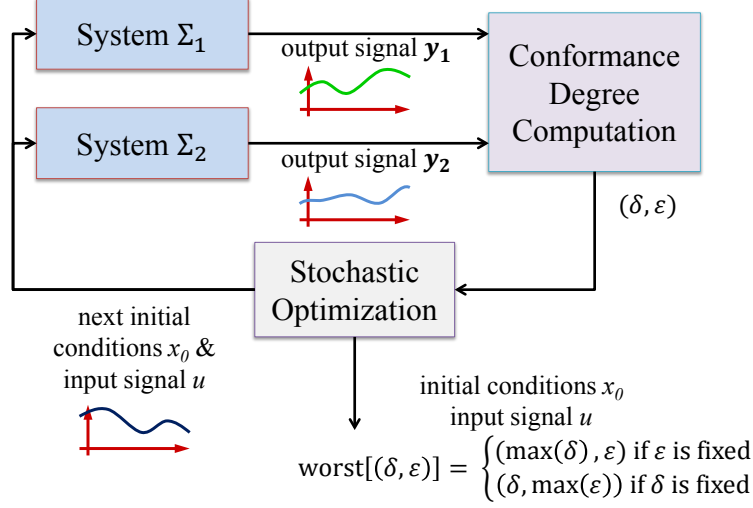 System Σ₁
output signal y₁
Conformance
Degree
Computation
System Σ₂
output signal y₂
(δ, ε)
Stochastic
Optimization
next initial
conditions x₀ &
input signal u
initial conditions x₀
input signal u
worst[(δ, ε)] = { (max(δ) , ε) if ε is fixed
(δ, max(ε)) if δ is fixed